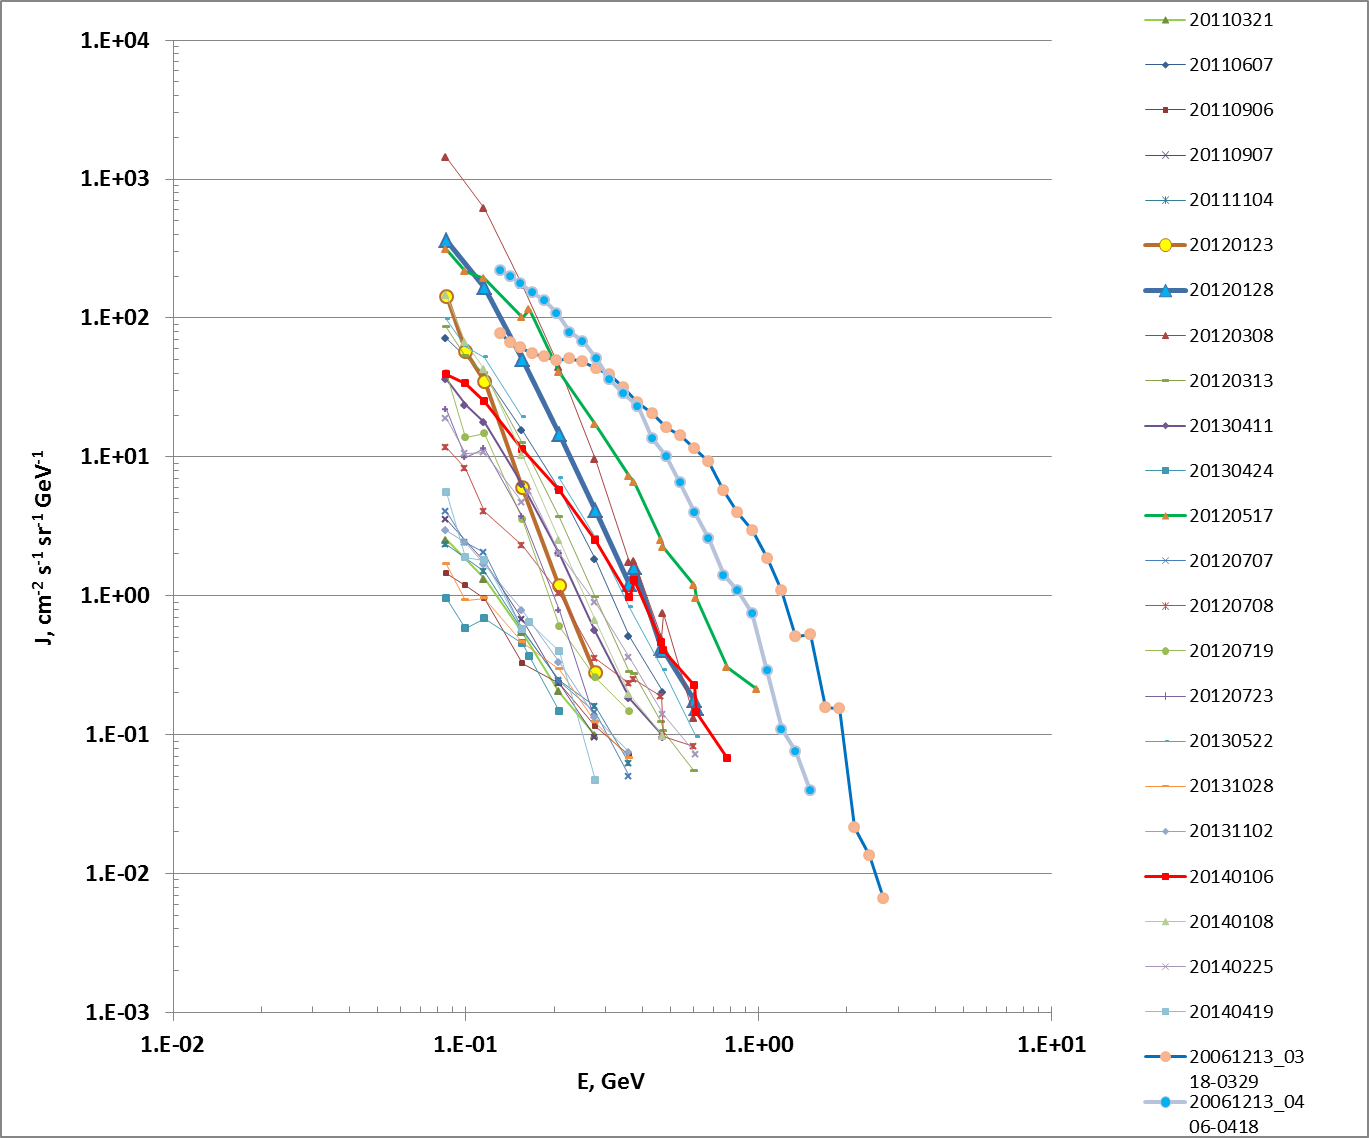 1.E+04
1.E+03
1.E+02
1.E+01
1.E+00
1.E-01
1.E-02
1.E-03
1.E-02
1.E-01
1.E+00
1.E+01
J, cm-2 s-1 sr-1 GeV-1
E, GeV
20110321
20110607
20110906
20110907
20111104
20120123
20120128
20120308
20120313
20130411
20130424
20120517
20120707
20120708
20120719
20120723
20130522
20131028
20131102
20140106
20140108
20140225
20140419
20061213_03
18-0329
20061213_04
06-0418